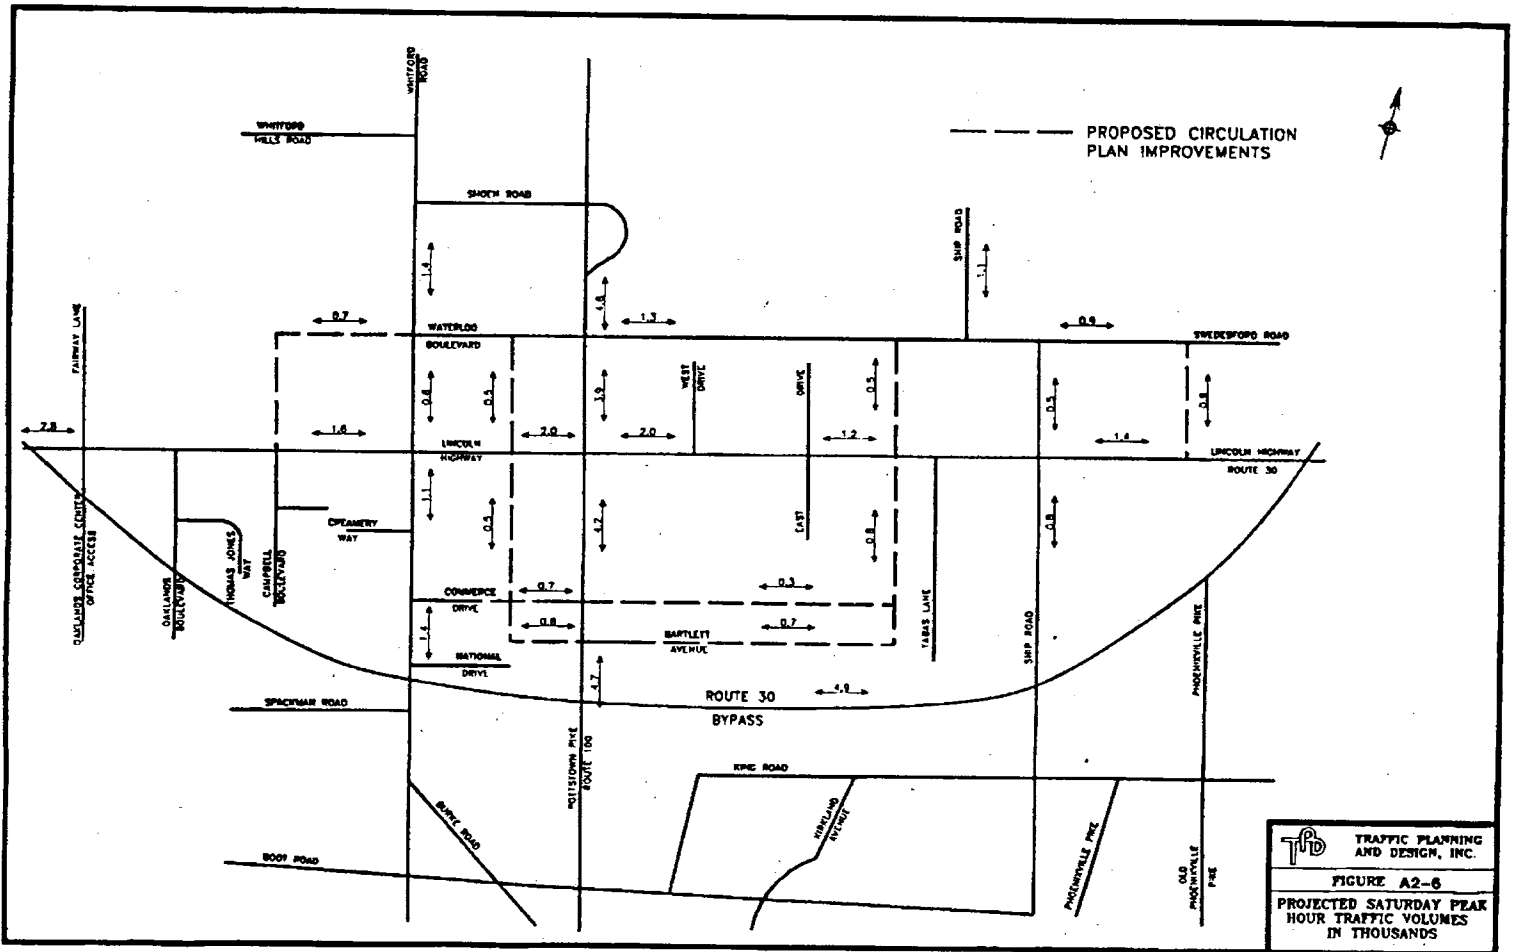 WHITFORD
ROAD
WHITFORD
HILLS ROAD
PROPOSED CIRCULATION
PLAN IMPROVEMENTS
SHOEN ROAD
SHIP ROAD
1.4
1.1
4.8
FAIRWAY LANE
0.7
1.3
0.9
WATERLOO
BOULEVARD
SWEDESFORD ROAD
WEST
DRIVE
DRIVE
0.8
0.5
3.9
0.5
0.5
0.8
2.8
1.6
2.0
2.0
1.2
1.4
LINCOLN
HIGHWAY
LINCOLN HIGHWAY
ROUTE 30
1.1
0.5
4.2
EAST
0.8
0.8
OAKLANDS CORPORATE CENTER
OFFICE ACCESS
OAKLANDS
BOULEVARD
THOMAS JONES
WAY
CAMPBELL
BOULEVARD
CREAMERY
WAY
COMMERCE
DRIVE
0.7
0.3
0.8
0.7
1.4
BARTLETT
AVENUE
TABAS LANE
SHIP ROAD
PHOENIXVILLE PIKE
NATIONAL
DRIVE
4.7
4.9
ROUTE 30
BYPASS
SPACKMAN ROAD
POTTSTOWN PIKE
ROUTE 100
KING ROAD
BURKE ROAD
KIRKLAND
AVENUE
BOOT ROAD
PHOENIXVILLE PIKE
OLD
PHOENIXVILLE
PIKE
TPD
TRAFFIC PLANNING
AND DESIGN, INC.
FIGURE A2-6
PROJECTED SATURDAY PEAK
HOUR TRAFFIC VOLUMES
IN THOUSANDS